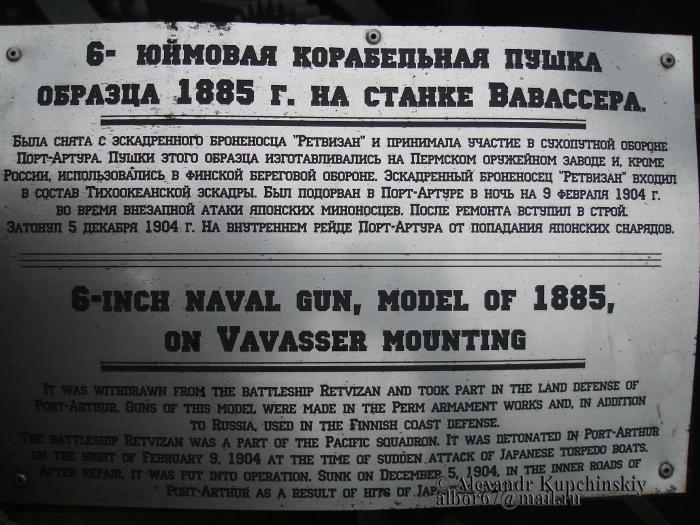 6- ЮЙМОВАЯ КОРАБЕЛЬНАЯ ПУШКА
ОБРАЗЦА 1885 Г. НА СТАНКЕ ВАВАССЕРА.
БЫЛА СНЯТА С ЭСКАДРЕННОГО БРОНЕНОСЦА "РЕТВИЗАН" И ПРИНИМАЛА УЧАСТИЕ В СУХОПУТНОЙ ОБОРОНЕ
ПОРТ-АРТУРА. ПУШКИ ЭТОГО ОБРАЗЦА ИЗГОТАВЛИВАЛИСЬ НА ПЕРМСКОМ ОРУЖЕЙНОМ ЗАВОДЕ И, КРОМЕ
РОССИИ, ИСПОЛЬЗОВАЛИСЬ В ФИНСКОЙ БЕРЕГОВОЙ ОБОРОНЕ. ЭСКАДРЕННЫЙ БРОНЕНОСЕЦ "РЕТВИЗАН" ВХОДИЛ
В СОСТАВ ТИХООКЕАНСКОЙ ЭСКАДРЫ. БЫЛ ПОДОРВАН В ПОРТ-АРТУРЕ В НОЧЬ НА 9 ФЕВРАЛЯ 1904 Г.
ВО ВРЕМЯ ВНЕЗАПНОЙ АТАКИ ЯПОНСКИХ МИНОНОСЦЕВ. ПОСЛЕ РЕМОНТА ВСТУПИЛ В СТРОЙ.
ЗАТОНУЛ 5 ДЕКАБРЯ 1904 Г. НА ВНУТРЕННЕМ РЕЙДЕ ПОРТ-АРТУРА ОТ ПОПАДАНИЯ ЯПОНСКИХ СНАРЯДОВ.
6-INCH NAVAL GUN, MODEL OF 1885,
ON VAVASSER MOUNTING
IT WAS WITHDRAWN FROM THE BATTLESHIP RETVIZAN AND TOOK PART IN THE LAND DEFENSE OF
PORT-ARTHUR. GUNS OF THIS MODEL WERE MADE IN THE PERM ARMAMENT WORKS AND, IN ADDITION
TO RUSSIA, USED IN THE FINNISH COAST DEFENSE.
THE BATTLESHIP RETVIZAN WAS A PART OF THE PACIFIC SQUADRON. IT WAS DETONATED IN PORT-ARTHUR
ON THE NIGHT OF FEBRUARY 9, 1904 AT THE TIME OF SUDDEN ATTACK OF JAPANESE TORPEDO BOATS.
AFTER REPAIR, IT WAS PUT INTO OPERATION. SUNK ON DECEMBER 5, 1904, IN THE INNER ROADS OF
PORT-ARTHUR AS A RESULT OF HITS OF
© Alexandr Kupchinskiy
albor67@mail.ru